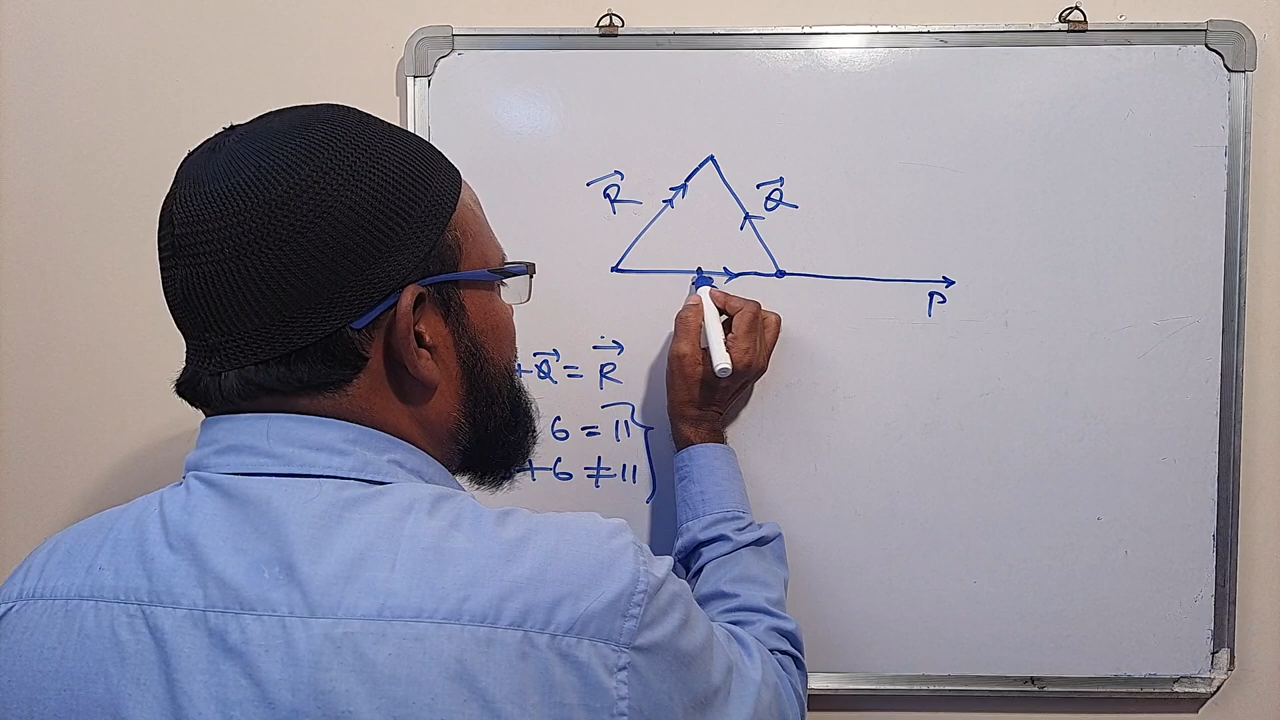 R⃗ Q⃗
P
+Q⃗ = R⃗
6 = 11
+6 ≠ 11